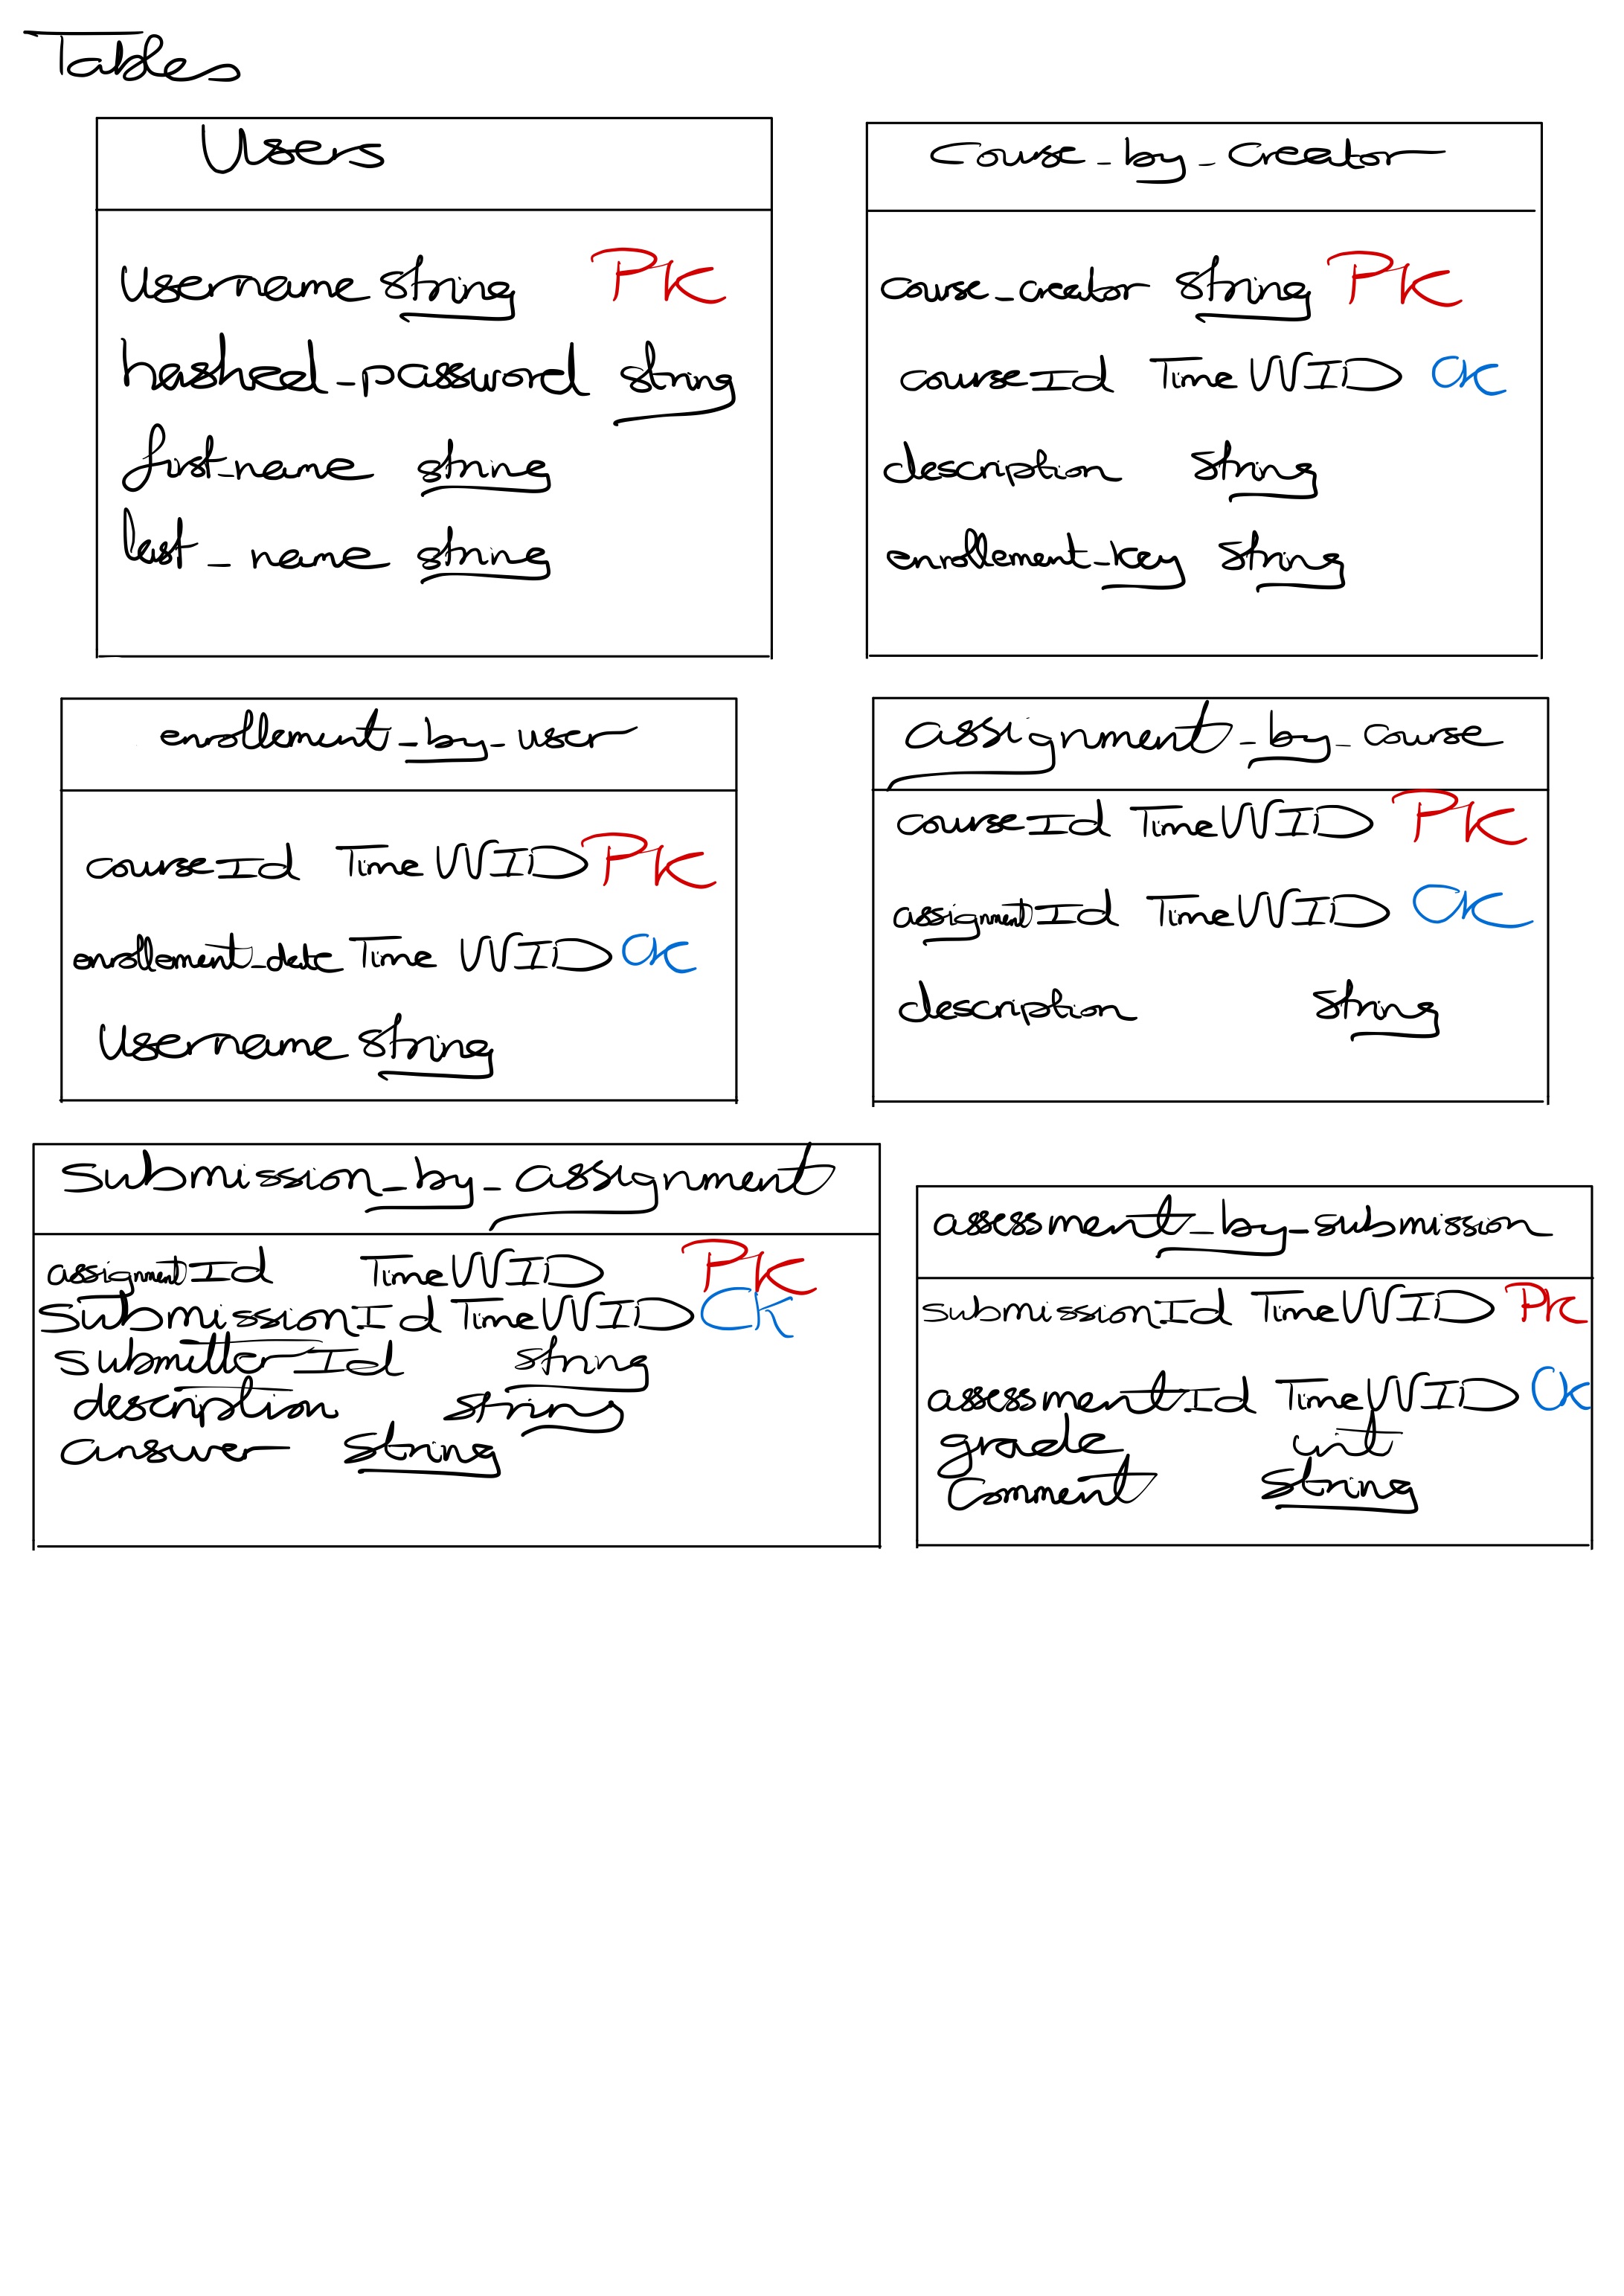 Tables
Users
username string PK
hashed_password string
first_name string
last_name string
course_by_creator
course_creator string PK
courseId TimeUUID CK
description string
enrollement_key string
enrollement_by_user
courseId TimeUUID PK
enrollement_date TimeUUID CK
username string
assignment_by_course
courseId TimeUUID PK
assignmentId TimeUUID CK
description string
submission_by_assignment
assignmentId TimeUUID PK
submissionId TimeUUID CK
submitterId string
description string
answer string
assessment_by_submission
submissionId TimeUUID PK
assessmentId TimeUUID CK
grade int
comment string